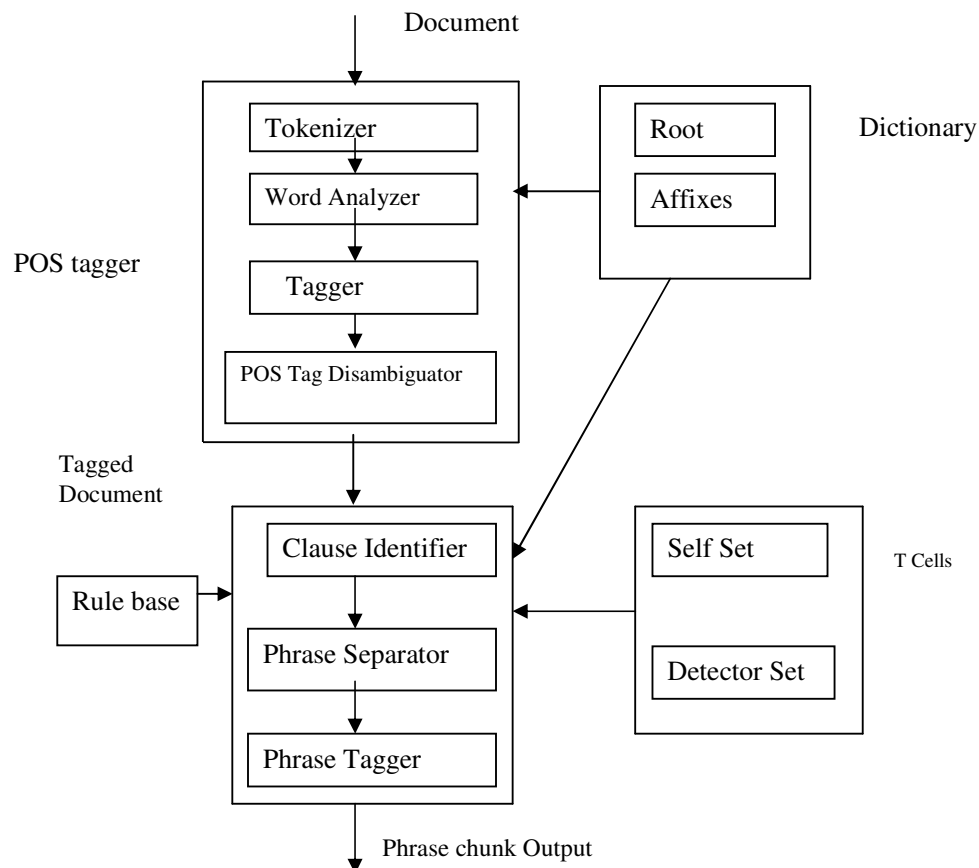 Document
Tokenizer
Root
Dictionary
Word Analyzer
Affixes
POS tagger
Tagger
POS Tag Disambiguator
Tagged
Document
Clause Identifier
Self Set
T Cells
Rule base
Phrase Separator
Detector Set
Phrase Tagger
Phrase chunk Output